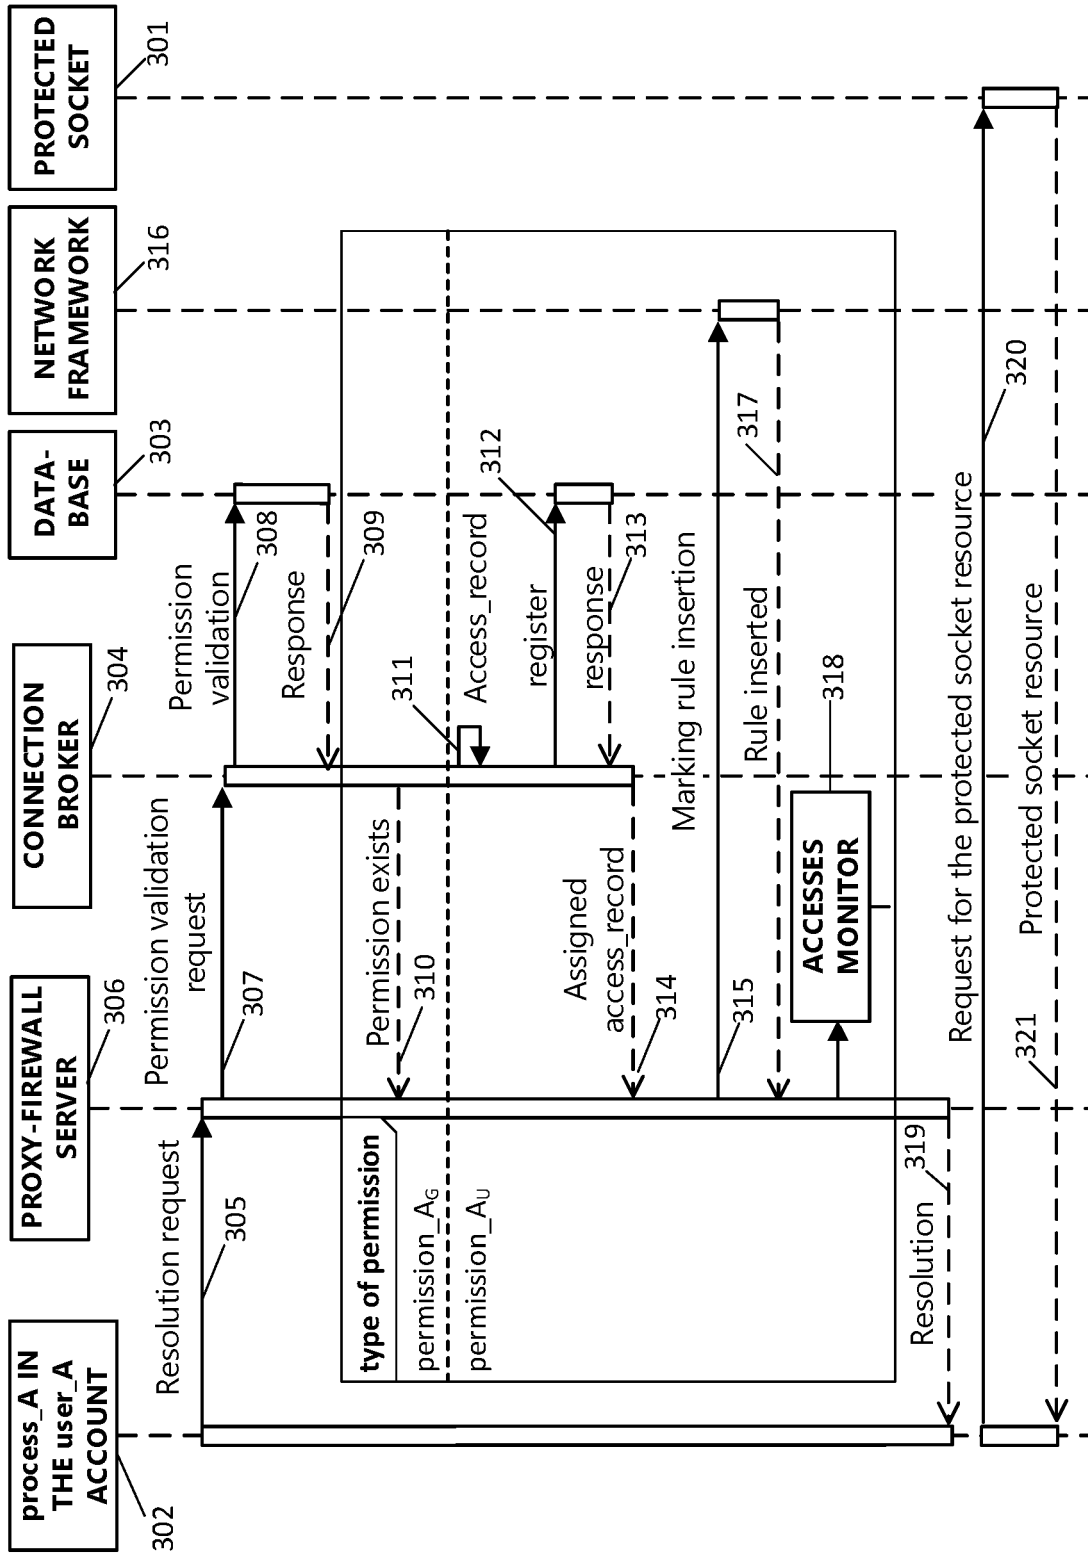 process_A IN
THE user_A
ACCOUNT
302
PROXY-FIREWALL
SERVER
306
CONNECTION
BROKER
304
DATA-
BASE
303
NETWORK
FRAMEWORK
316
PROTECTED
SOCKET
301
Resolution request
305
Permission validation
request
307
Permission
validation
308
Response
309
type of permission
permission_AG
Permission exists
310
permission_AU
311
Access_record
register
312
response
313
Assigned
access_record
314
Marking rule insertion
315
Rule inserted
317
ACCESSES
MONITOR
318
Resolution
319
Request for the protected socket resource
320
Protected socket resource
321